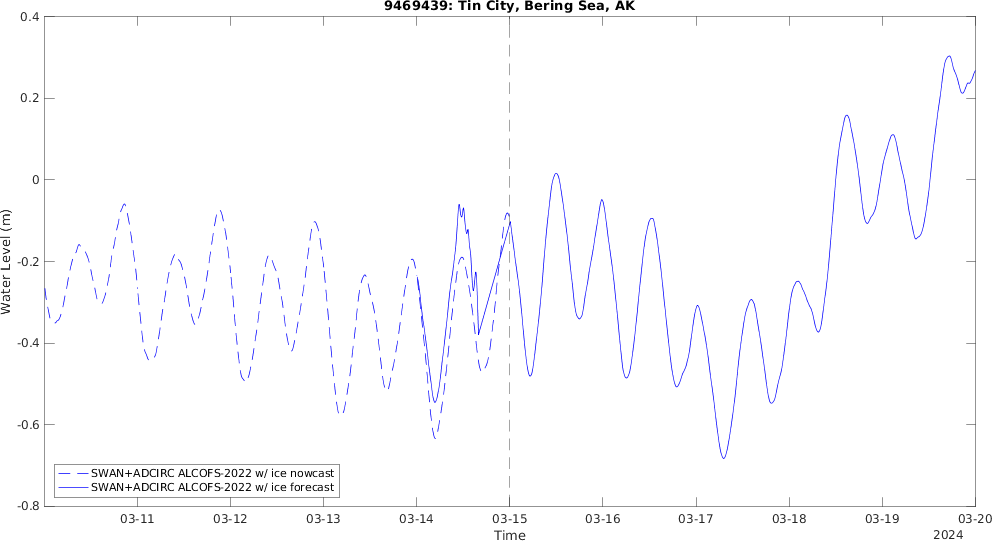 9469439: Tin City, Bering Sea, AK
0.4
0.2
0
-0.2
-0.4
-0.6
-0.8
Water Level (m)
SWAN+ADCIRC ALCOFS-2022 w/ ice nowcast
SWAN+ADCIRC ALCOFS-2022 w/ ice forecast
03-11 03-12 03-13 03-14 03-15 03-16 03-17 03-18 03-19 03-20
Time
2024